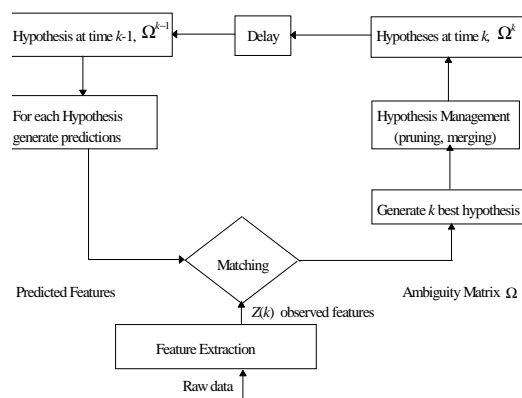 Hypothesis at time k-1, Ω^{k-1}
Delay
Hypotheses at time k, Ω^k
For each Hypothesis
generate predictions
Hypothesis Management
(pruning, merging)
Generate k best hypothesis
Matching
Predicted Features
Ambiguity Matrix Ω
Z(k) observed features
Feature Extraction
Raw data